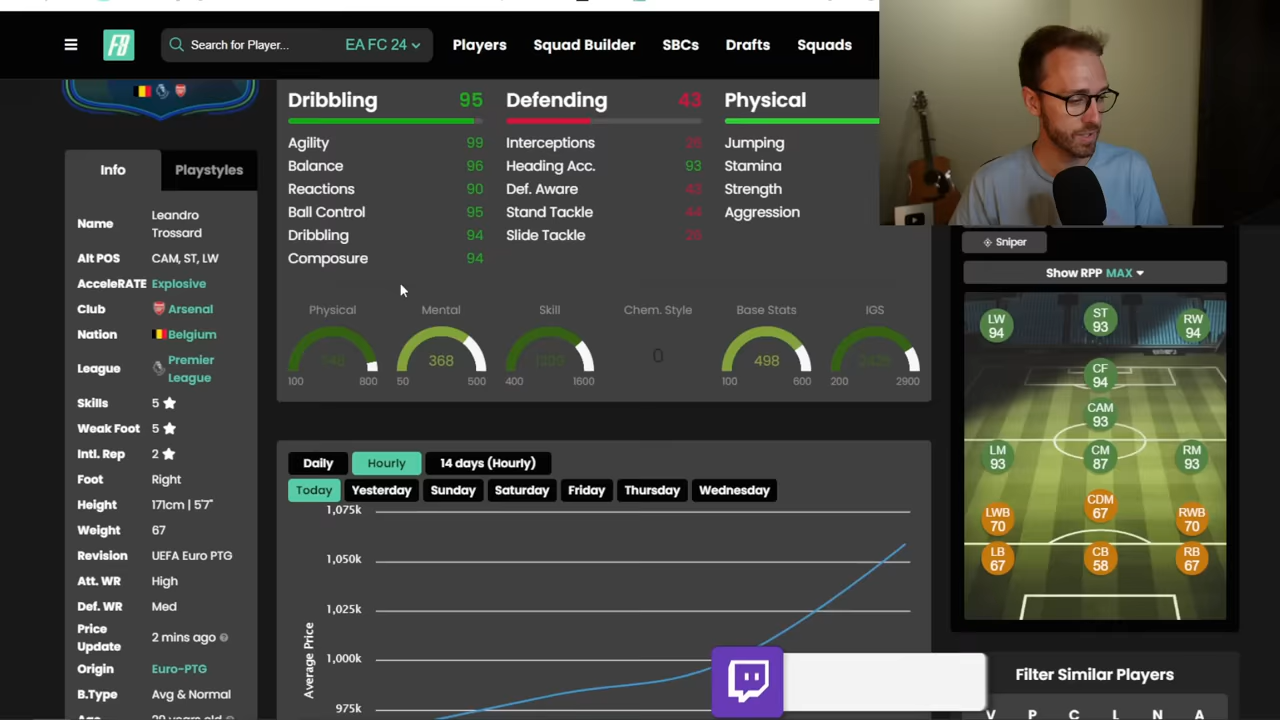 F8
Search for Player...
EA FC 24
Players
Squad Builder
SBCs
Drafts
Squads
Dribbling 95
Agility 99
Balance 96
Reactions 90
Ball Control 95
Dribbling 94
Composure 94
Defending 43
Interceptions 26
Heading Acc. 93
Def. Aware 43
Stand Tackle 44
Slide Tackle 26
Physical
Jumping
Stamina
Strength
Aggression
Info
Playstyles
Name Leandro Trossard
Alt POS CAM, ST, LW
AcceleRATE Explosive
Club Arsenal
Nation Belgium
League Premier League
Skills 5
Weak Foot 5
Intl. Rep 2
Foot Right
Height 171cm | 5'7"
Weight 67
Revision UEFA Euro PTG
Att. WR High
Def. WR Med
Price Update 2 mins ago
Origin Euro-PTG
B.Type Avg & Normal
Physical
100 800
Mental
368
50 500
Skill
400 1600
Chem. Style
0
Base Stats
498
100 600
IGS
200 2900
Daily
Hourly
14 days (Hourly)
Today
Yesterday
Sunday
Saturday
Friday
Thursday
Wednesday
1,075k
1,050k
1,025k
1,000k
975k
Average Price
Sniper
Show RPP MAX
LW
94
ST
93
RW
94
CF
94
CAM
93
LM
93
CM
87
RM
93
LWB
70
CDM
67
RWB
70
LB
67
CB
58
RB
67
Filter Similar Players
V P C L N A